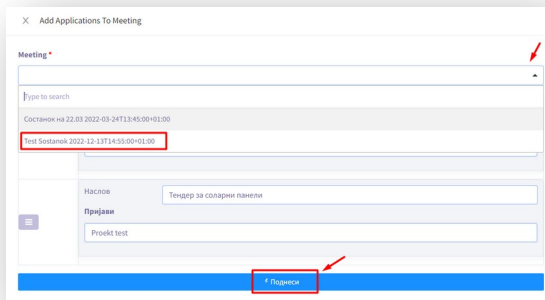 Add Applications To Meeting
Meeting *
Type to search
Состанок на 22.03 2022-03-24T13:45:00+01:00
Test Sostanok 2022-12-13T14:55:00+01:00
Наслов
Тендер за соларни панели
Пријави
Proekt test
Поднеси